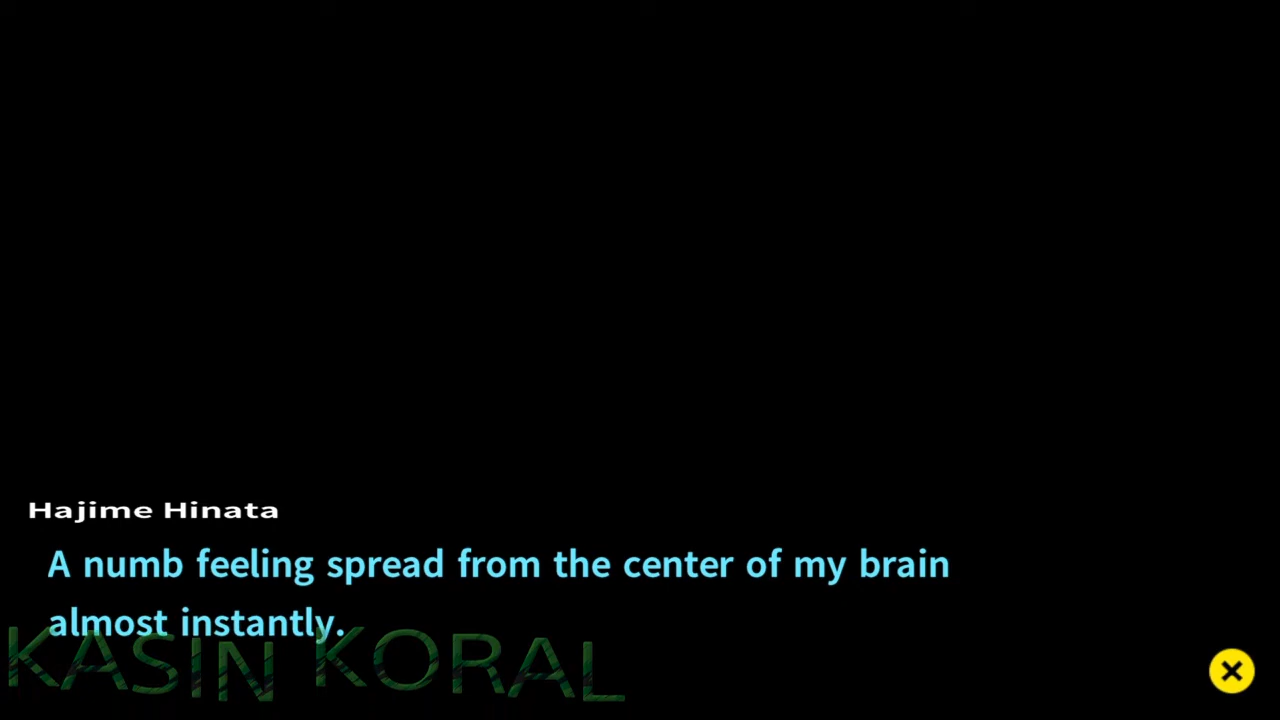 Hajime Hinata
A numb feeling spread from the center of my brain
almost instantly.
KASIN KORAL